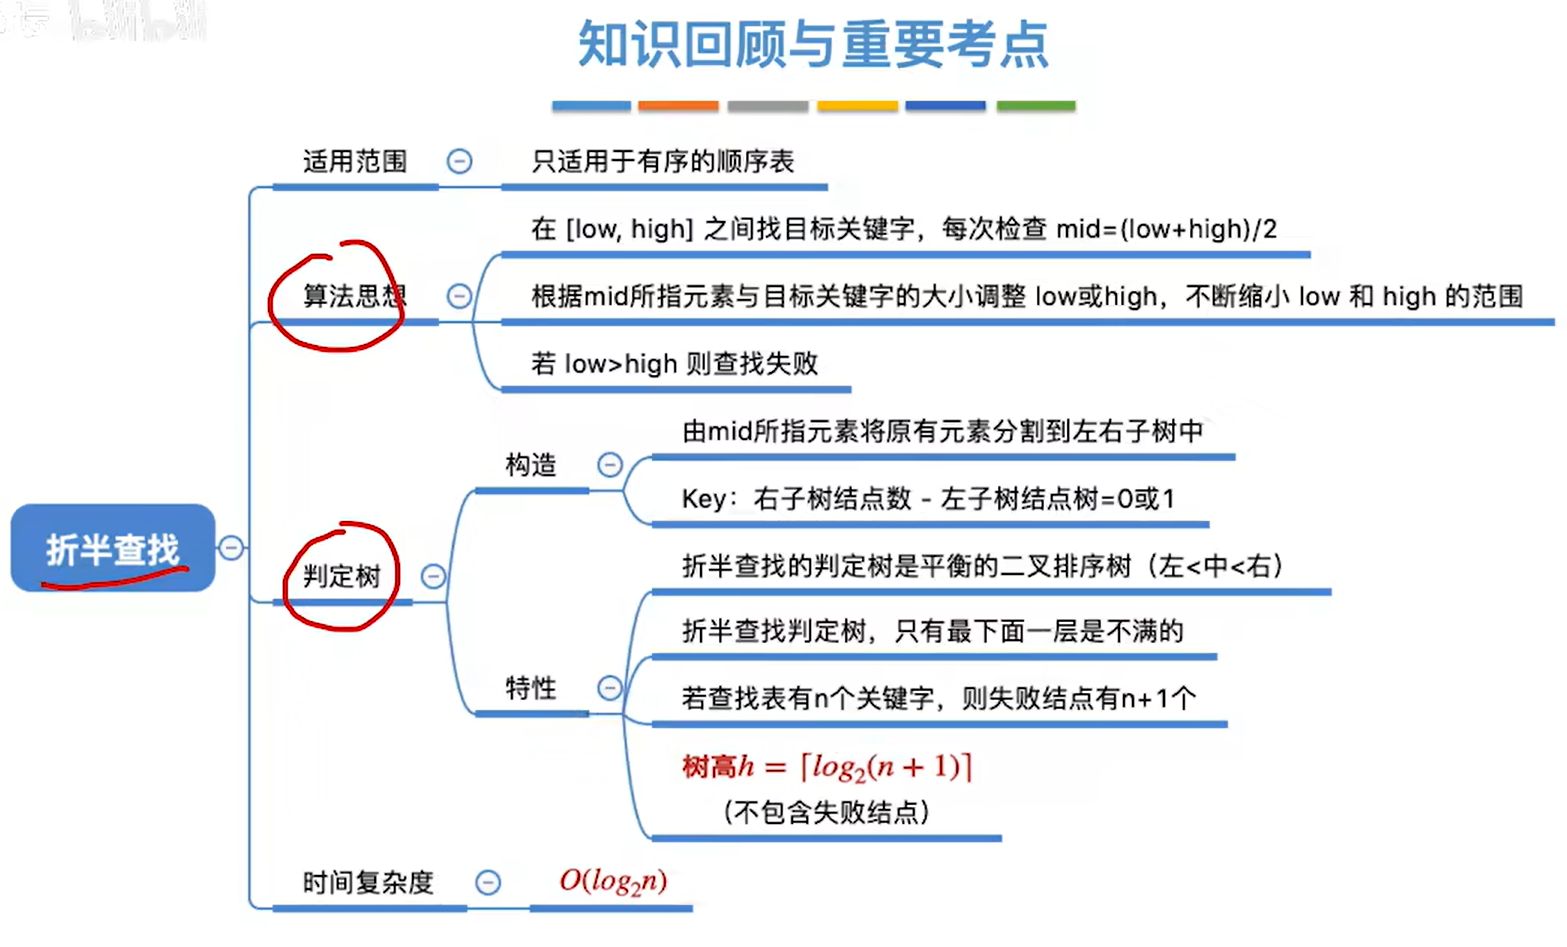 知识回顾与重要考点
适用范围
只适用于有序的顺序表
在 [low, high] 之间找目标关键字，每次检查 mid=(low+high)/2
算法思想
根据mid所指元素与目标关键字的大小调整 low或high，不断缩小 low 和 high 的范围
若 low>high 则查找失败
由mid所指元素将原有元素分割到左右子树中
构造
Key：右子树结点数 - 左子树结点树=0或1
折半查找
判定树
折半查找的判定树是平衡的二叉排序树（左<中<右）
折半查找判定树，只有最下面一层是不满的
特性
若查找表有n个关键字，则失败结点有n+1个
树高h = ⌈log₂(n + 1)⌉
（不包含失败结点）
时间复杂度
O(log₂n)